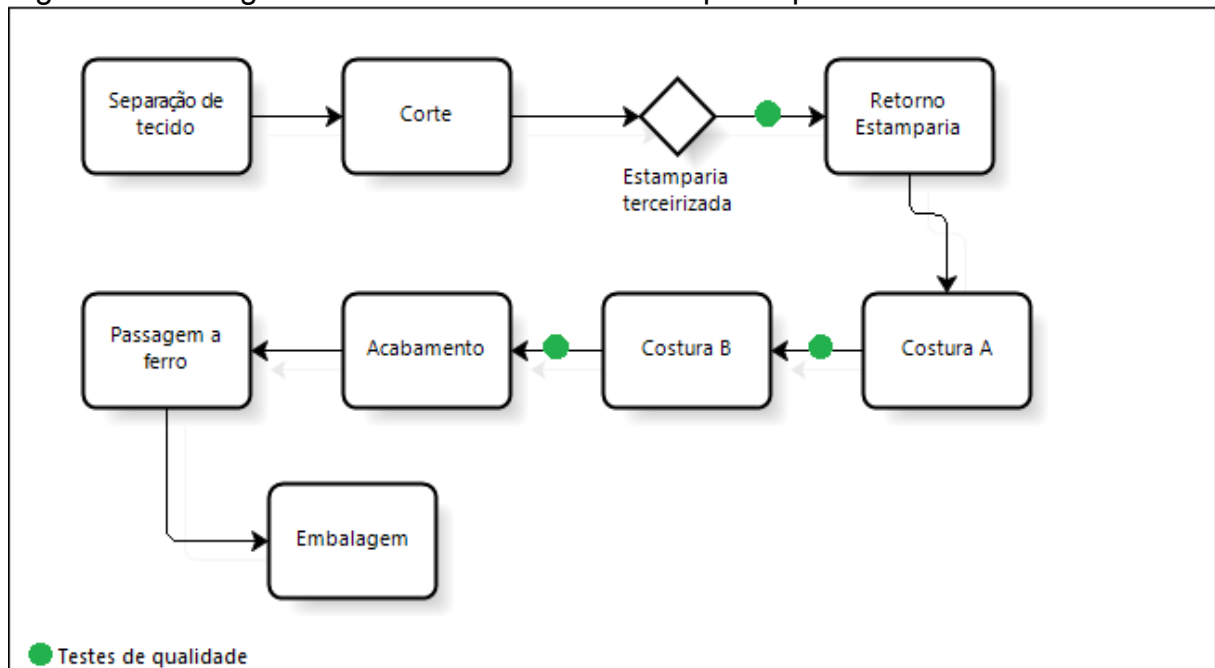 Separação de
tecido
Corte
Estamparia
terceirizada
Retorno
Estamparia
Costura A
Costura B
Acabamento
Passagem a
ferro
Embalagem
Testes de qualidade